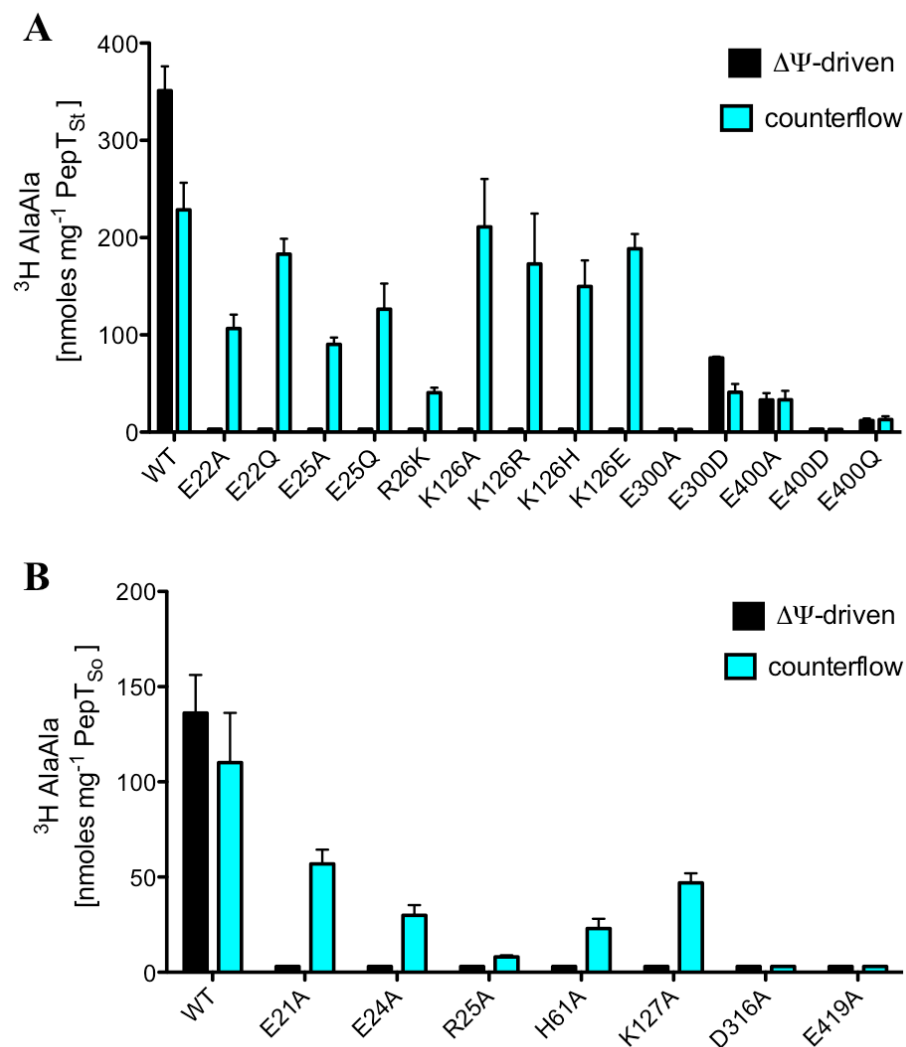 A
400
300
200
100
0
³H AlaAla
[nmoles mg⁻¹ PepT_St]
ΔΨ-driven
counterflow
WT
E22A
E22Q
E25A
E25Q
R26K
K126A
K126R
K126H
K126E
E300A
E300D
E400A
E400D
E400Q
B
200
150
100
50
0
³H AlaAla
[nmoles mg⁻¹ PepT_So]
ΔΨ-driven
counterflow
WT
E21A
E24A
R25A
H61A
K127A
D316A
E419A